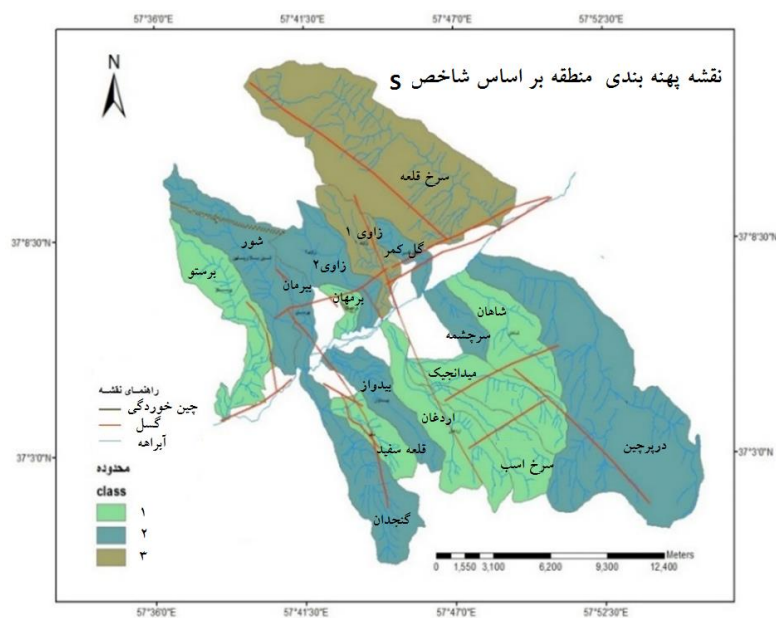 57°36'0"E 57°41'30"E 57°47'0"E 57°52'30"E
نقشه پهنه بندی منطقه بر اساس شاخص S
N
سرخ قلعه
زاوی ۱
گل کمر
37°8'30"N 37°8'30"N
شور
زاوی۲
برستو
بیرمان
برمهان
شاهان
سرچشمه
میدانجیک
بیدواز
اردغان
قلعه سفید
سرخ اسب
درپرچین
گنجدان
راهنمای نقشه
چین خوردگی
گسل
آبراهه
37°3'0"N 37°3'0"N
محدوده
class
۱
۲
۳
Meters
0 1,550 3,100 6,200 9,300 12,400
57°36'0"E 57°41'30"E 57°47'0"E 57°52'30"E